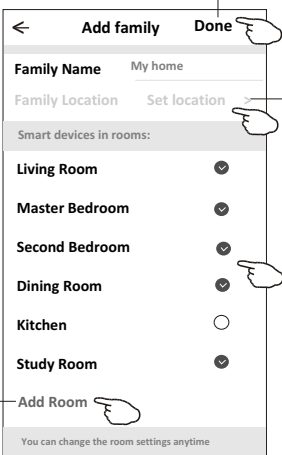 ← Add family Done
Family Name My home
Family Location Set location >
Smart devices in rooms:
Living Room
Master Bedroom
Second Bedroom
Dining Room
Kitchen
Study Room
Add Room
You can change the room settings anytime